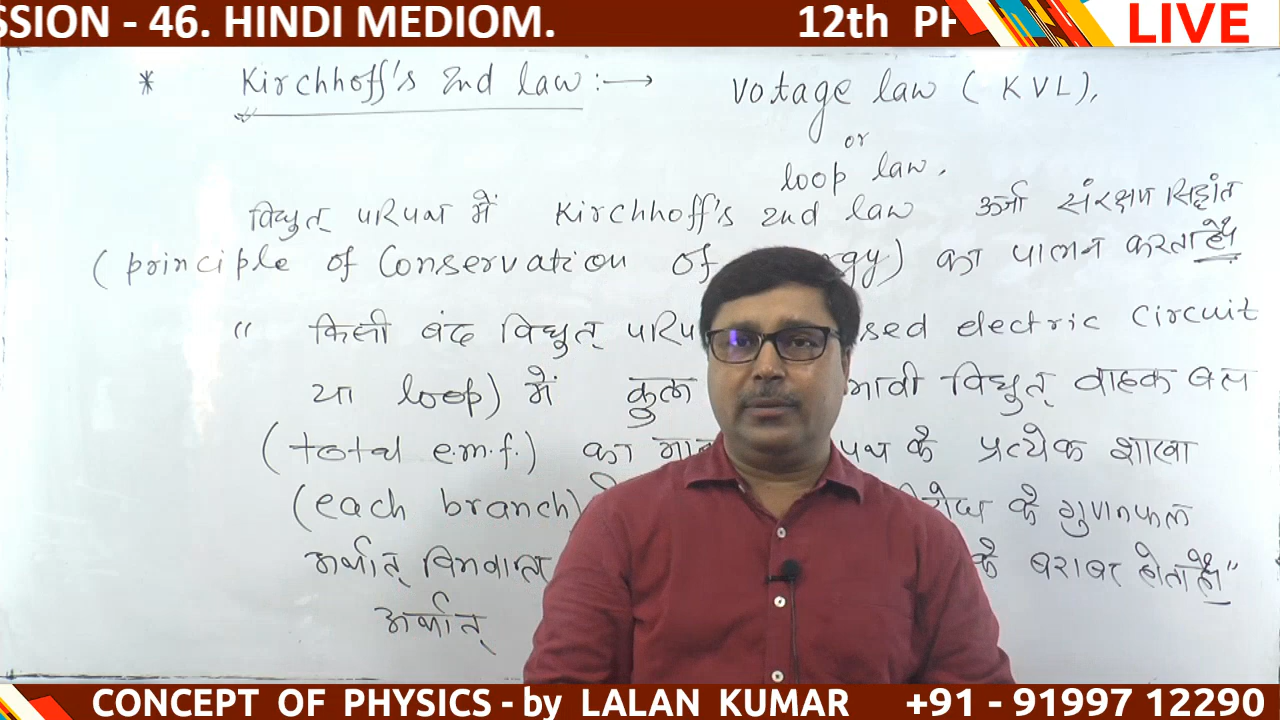 SSION - 46. HINDI MEDIOM.
12th PH
LIVE
* Kirchhoff's 2nd law :→ Votage law ( KVL),
or
loop law.
विद्युत् परिपथ में Kirchhoff's 2nd law ऊर्जा संरक्षण सिद्वांत
( principle of Conservation of gy) का पालन करता है।
“ किसी बंद विद्युत् परिप sed electric circuit
या loop) में कुल भावी विद्युत् वाहक बल
(total e.m.f.) का मा पथ के प्रत्येक शाखा
(each branch) के गुणनफल
अर्थात् विभवान्त के बराबर होता है”
अर्थात्
CONCEPT OF PHYSICS - by LALAN KUMAR +91 - 91997 12290